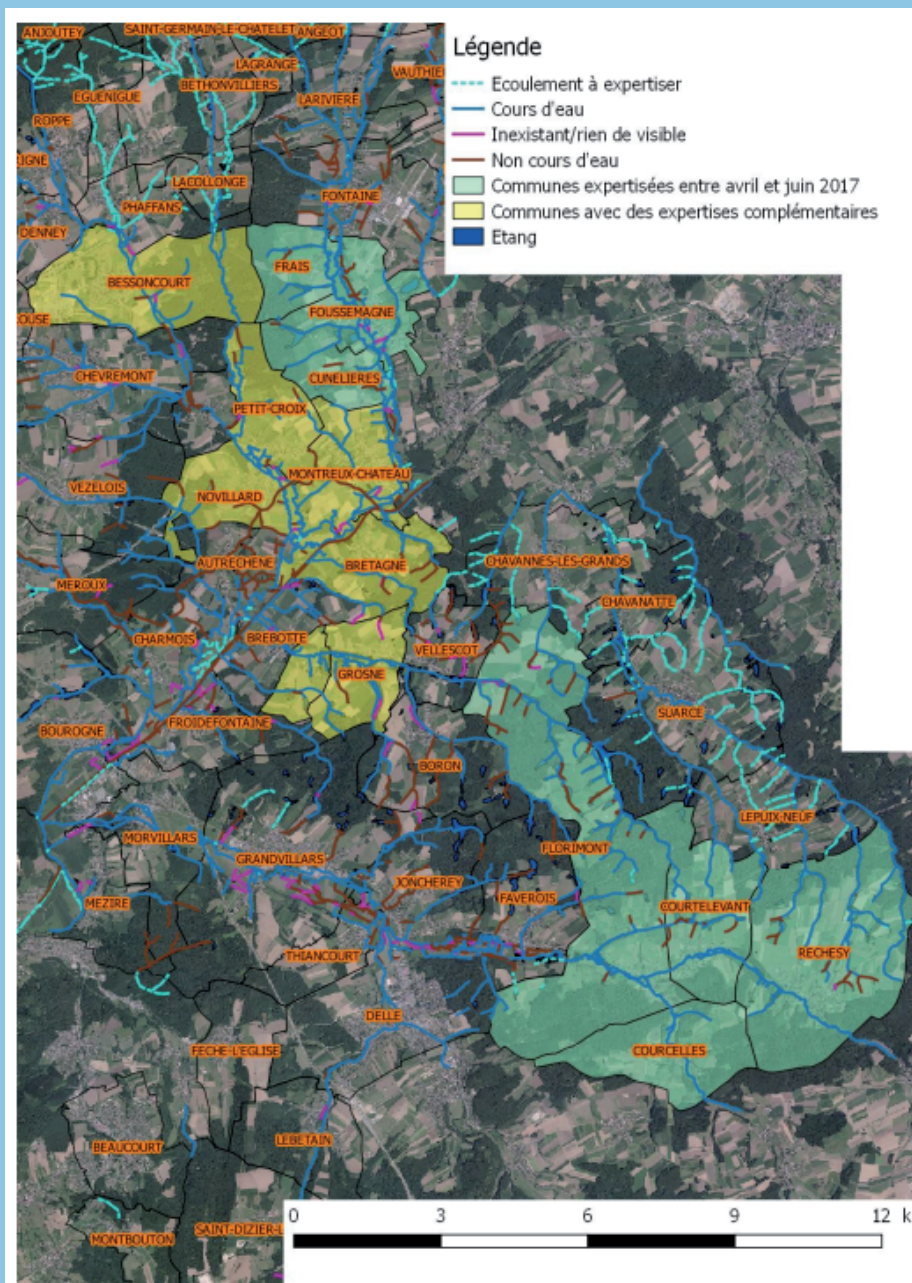 ANJOUTEY
SAINT-GERMAIN-LE-CHATELET
ANGEOT
LAGRANGE
VAUTHIE
EGUENIGUE
BETHONVILLIERS
LARIVIERE
ROPPE
RIGNE
LACOLLONGE
FONTAINE
PHAFFANS
DENNEY
Légende
Ecoulement à expertiser
Cours d'eau
Inexistant/rien de visible
Non cours d'eau
Communes expertisées entre avril et juin 2017
Communes avec des expertises complémentaires
Etang
BESSONCOURT
FRAIS
FOUSSEMAGNE
OUSE
CHEVREMONT
CUNELIERES
PETIT-CROIX
MONTREUX-CHATEAU
VEZELOIS
NOVILLARD
AUTRECHENE
BRETAGNE
CHAVANNES-LES-GRANDS
MEROUX
CHAVANATTE
CHARMOIS
BREBOTTE
VELLESCOT
GROSNE
SUARCE
BOUROGNE
FROIDEFONTAINE
BORON
LEPUIX-NEUF
MORVILLARS
FLORIMONT
GRANDVILLARS
JONCHEREY
FAVEROIS
COURTELEVANT
MEZIRE
THIANCOURT
RECHESY
DELLE
FECHE-L'EGLISE
COURCELLES
BEAUCOURT
LEBETAIN
MONTBOUTON
SAINT-DIZIER-L
0 3 6 9 12 k